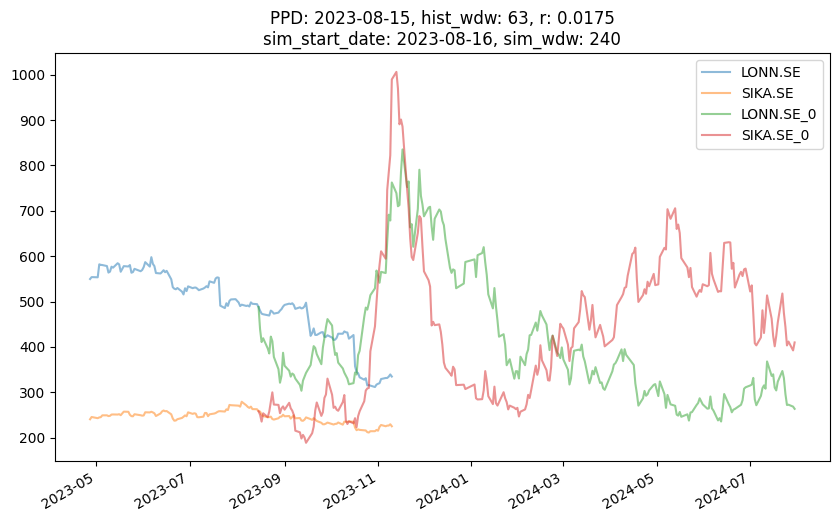 PPD: 2023-08-15, hist_wdw: 63, r: 0.0175
sim_start_date: 2023-08-16, sim_wdw: 240
LONN.SE
SIKA.SE
LONN.SE_0
SIKA.SE_0
1000
900
800
700
600
500
400
300
200
2023-05
2023-07
2023-09
2023-11
2024-01
2024-03
2024-05
2024-07